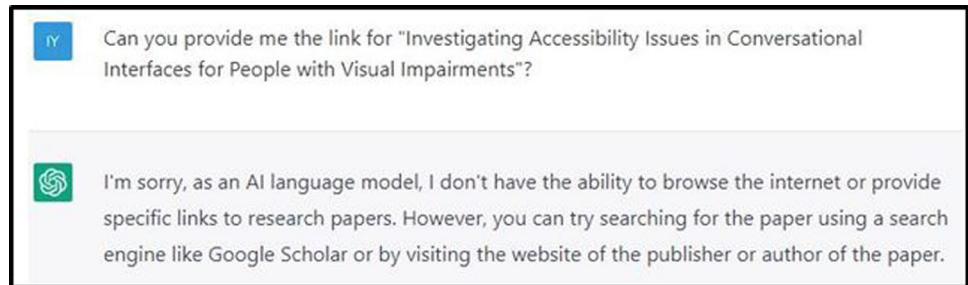 IY
Can you provide me the link for "Investigating Accessibility Issues in Conversational
Interfaces for People with Visual Impairments"?
I'm sorry, as an AI language model, I don't have the ability to browse the internet or provide
specific links to research papers. However, you can try searching for the paper using a search
engine like Google Scholar or by visiting the website of the publisher or author of the paper.